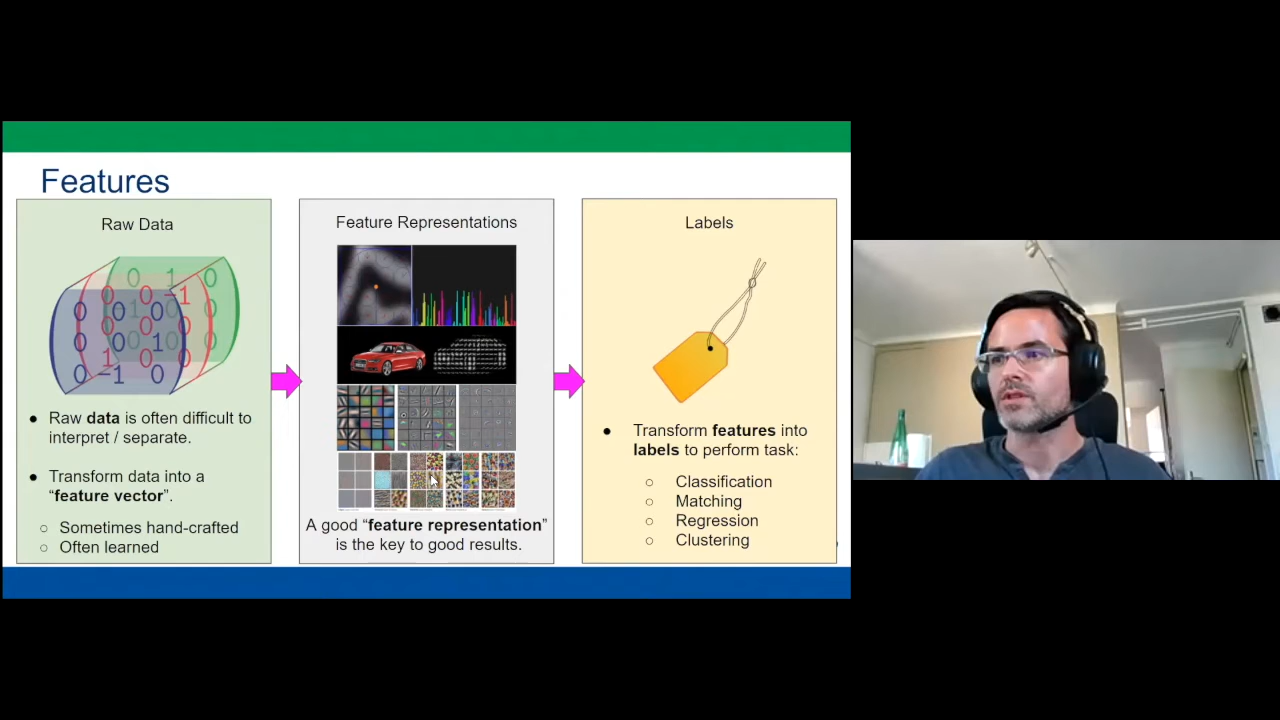 Features
Raw Data
● Raw data is often difficult to
interpret / separate.
● Transform data into a
“feature vector”.
○ Sometimes hand-crafted
○ Often learned
Feature Representations
A good “feature representation”
is the key to good results.
Labels
● Transform features into
labels to perform task:
○ Classification
○ Matching
○ Regression
○ Clustering